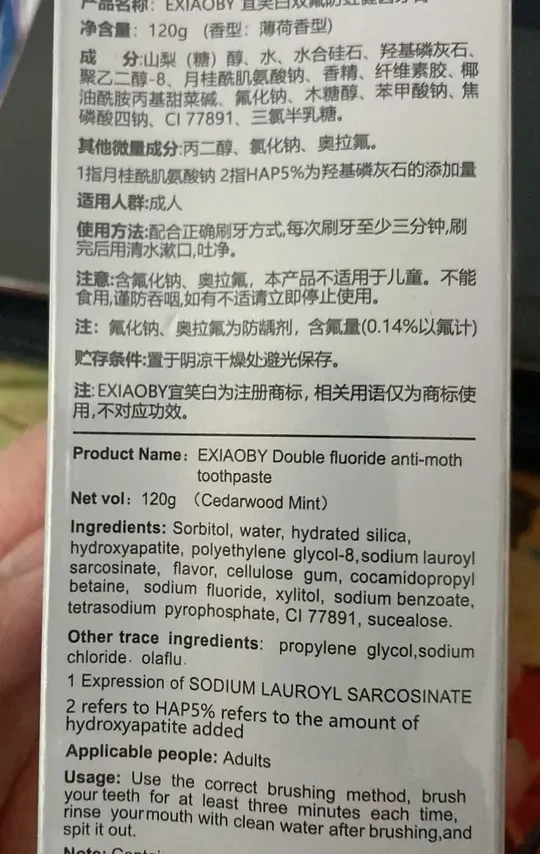 产品名称：EXIAOBY 宜笑白双氟防蛀健齿牙膏
净含量：120g （香型：薄荷香型）
成 分:山梨（糖）醇、水、水合硅石、羟基磷灰石、
聚乙二醇-8、月桂酰肌氨酸钠、香精、纤维素胶、椰
油酰胺丙基甜菜碱、氟化钠、木糖醇、苯甲酸钠、焦
磷酸四钠、CI 77891、三氯半乳糖。
其他微量成分:丙二醇、氯化钠、奥拉氟。
1指月桂酰肌氨酸钠 2指HAP5%为羟基磷灰石的添加量
适用人群:成人
使用方法:配合正确刷牙方式,每次刷牙至少三分钟,刷
完后用清水漱口,吐净。
注意:含氟化钠、奥拉氟，本产品不适用于儿童。不能
食用,谨防吞咽,如有不适请立即停止使用。
注：氟化钠、奥拉氟为防龋剂，含氟量(0.14%以氟计)
贮存条件:置于阴凉干燥处避光保存。
注:EXIAOBY宜笑白为注册商标，相关用语仅为商标使
用,不对应功效。
Product Name：EXIAOBY Double fluoride anti-moth
toothpaste
Net vol：120g （Cedarwood Mint）
Ingredients: Sorbitol, water, hydrated silica,
hydroxyapatite, polyethylene glycol-8,sodium lauroyl
sarcosinate, flavor, cellulose gum, cocamidopropyl
betaine, sodium fluoride, xylitol, sodium benzoate,
tetrasodium pyrophosphate, CI 77891, sucealose.
Other trace ingredients: propylene glycol,sodium
chloride. olaflu.
1 Expression of SODIUM LAUROYL SARCOSINATE
2 refers to HAP5% refers to the amount of
hydroxyapatite added
Applicable people: Adults
Usage: Use the correct brushing method, brush
your teeth for at least three minutes each time,
rinse your mouth with clean water after brushing,and
spit it out.
Note: